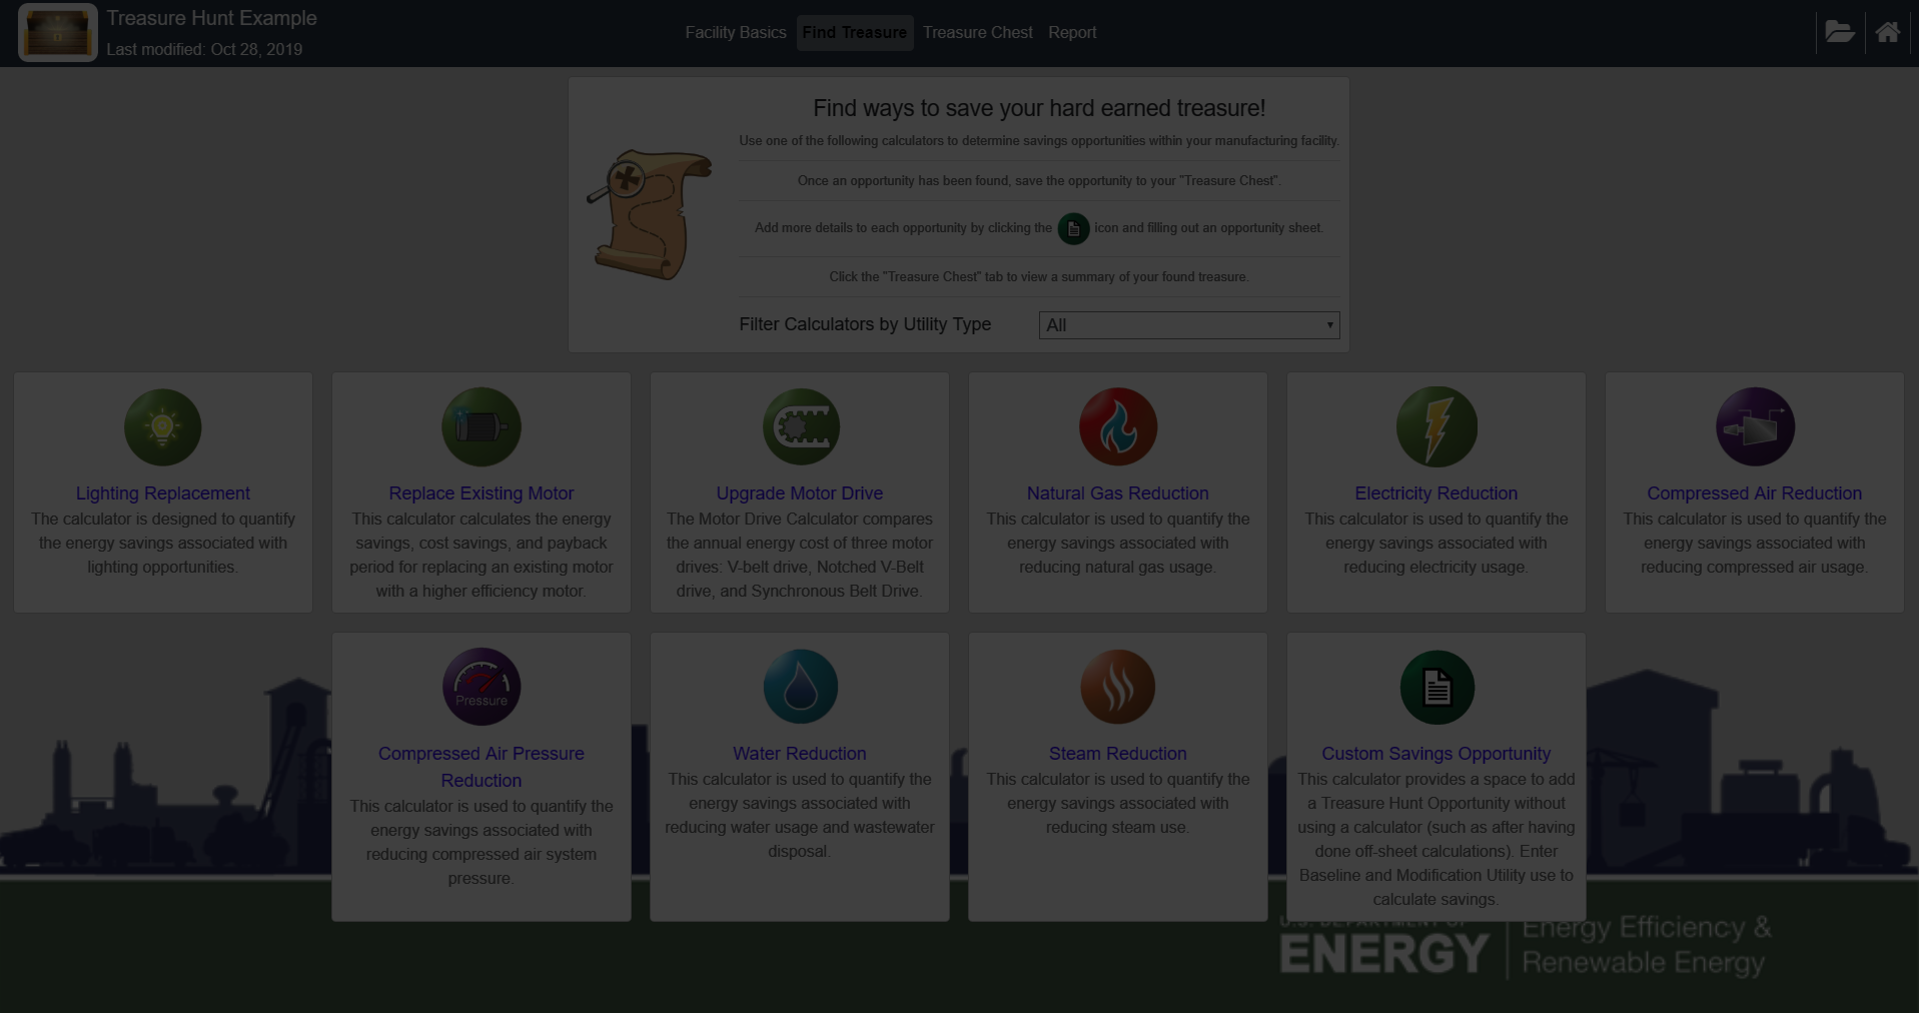 Treasure Hunt Example
Last modified: Oct 28, 2019
Facility Basics
Find Treasure
Treasure Chest
Report
Find ways to save your hard earned treasure!
Use one of the following calculators to determine savings opportunities within your manufacturing facility.
Once an opportunity has been found, save the opportunity to your "Treasure Chest".
Add more details to each opportunity by clicking the icon and filling out an opportunity sheet.
Click the "Treasure Chest" tab to view a summary of your found treasure.
Filter Calculators by Utility Type
All
Lighting Replacement
The calculator is designed to quantify
the energy savings associated with
lighting opportunities.
Replace Existing Motor
This calculator calculates the energy
savings, cost savings, and payback
period for replacing an existing motor
with a higher efficiency motor.
Upgrade Motor Drive
The Motor Drive Calculator compares
the annual energy cost of three motor
drives: V-belt drive, Notched V-Belt
drive, and Synchronous Belt Drive.
Natural Gas Reduction
This calculator is used to quantify the
energy savings associated with
reducing natural gas usage.
Electricity Reduction
This calculator is used to quantify the
energy savings associated with
reducing electricity usage.
Compressed Air Reduction
This calculator is used to quantify the
energy savings associated with
reducing compressed air usage.
Pressure
Compressed Air Pressure
Reduction
This calculator is used to quantify the
energy savings associated with
reducing compressed air system
pressure.
Water Reduction
This calculator is used to quantify the
energy savings associated with
reducing water usage and wastewater
disposal.
Steam Reduction
This calculator is used to quantify the
energy savings associated with
reducing steam use.
Custom Savings Opportunity
This calculator provides a space to add
a Treasure Hunt Opportunity without
using a calculator (such as after having
done off-sheet calculations). Enter
Baseline and Modification Utility use to
calculate savings.
U.S. DEPARTMENT OF
ENERGY
Energy Efficiency &
Renewable Energy